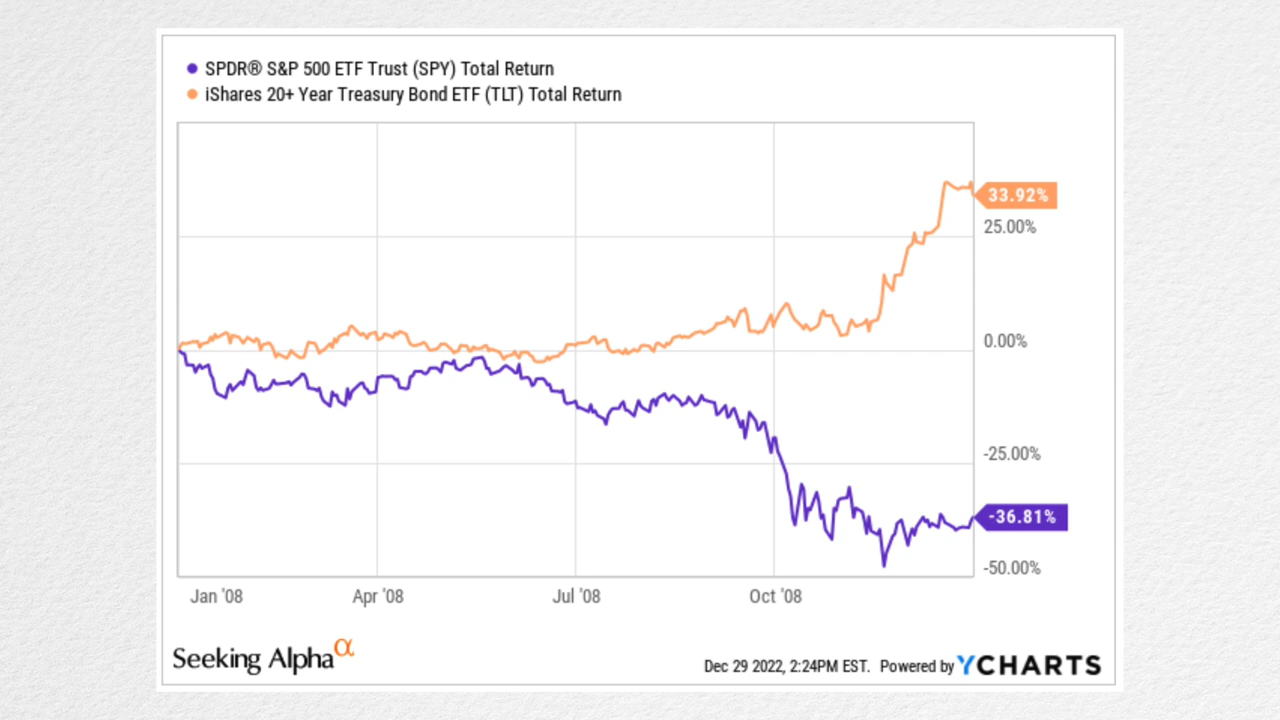 SPDR® S&P 500 ETF Trust (SPY) Total Return
iShares 20+ Year Treasury Bond ETF (TLT) Total Return
33.92%
25.00%
0.00%
-25.00%
-36.81%
-50.00%
Jan '08 Apr '08 Jul '08 Oct '08
Seeking Alpha α
Dec 29 2022, 2:24PM EST. Powered by YCHARTS